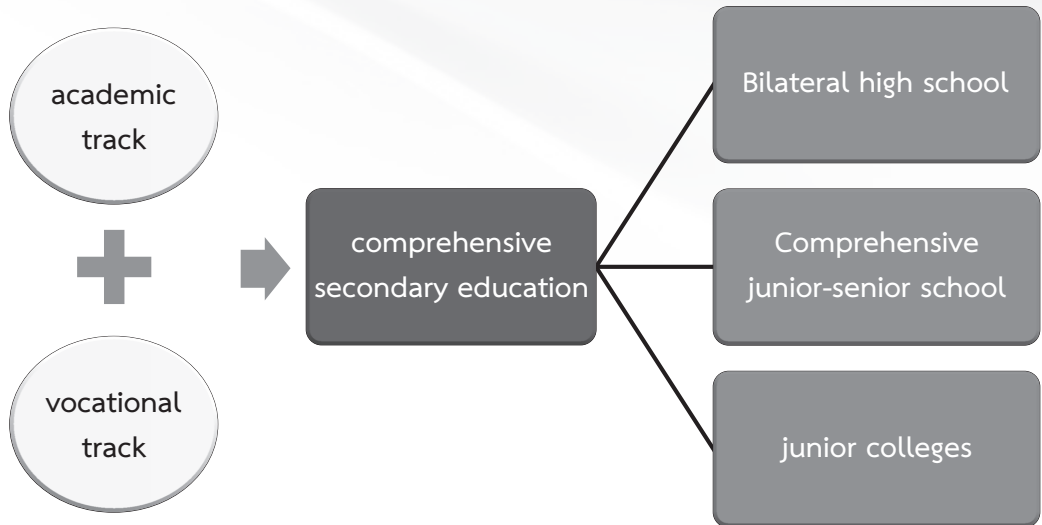 academic
track
vocational
track
comprehensive
secondary education
Bilateral high school
Comprehensive
junior-senior school
junior colleges